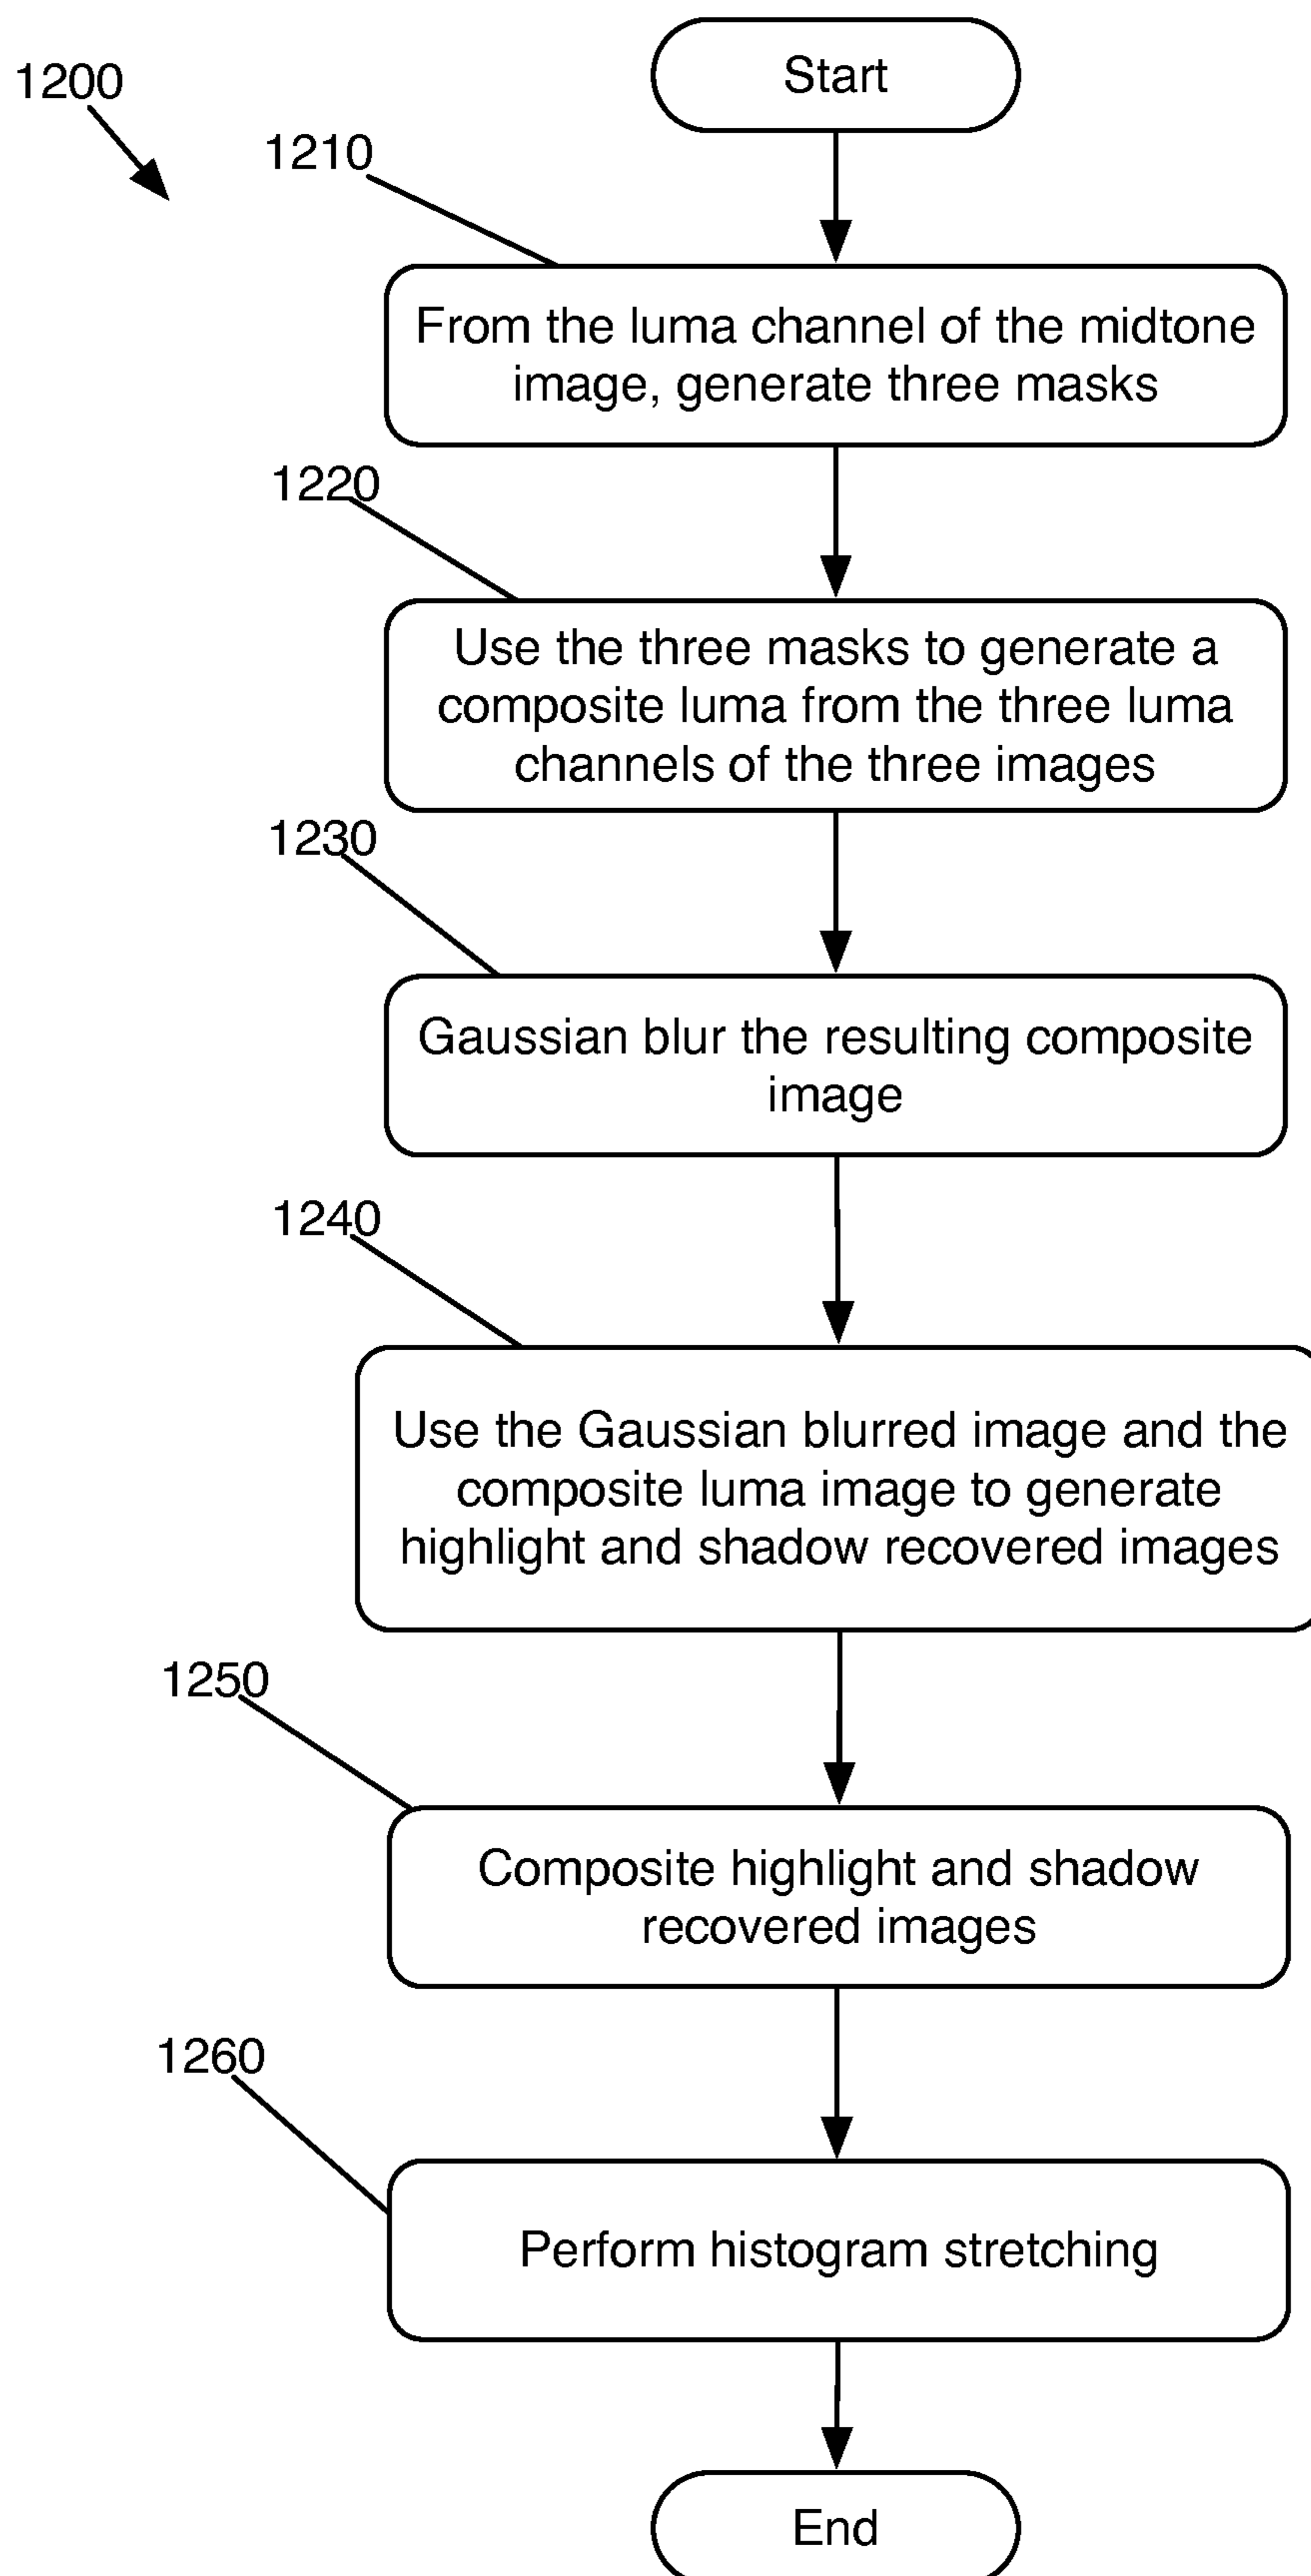 Start
1200
1210
From the luma channel of the midtone
image, generate three masks
1220
Use the three masks to generate a
composite luma from the three luma
channels of the three images
1230
Gaussian blur the resulting composite
image
1240
Use the Gaussian blurred image and the
composite luma image to generate
highlight and shadow recovered images
1250
Composite highlight and shadow
recovered images
1260
Perform histogram stretching
End